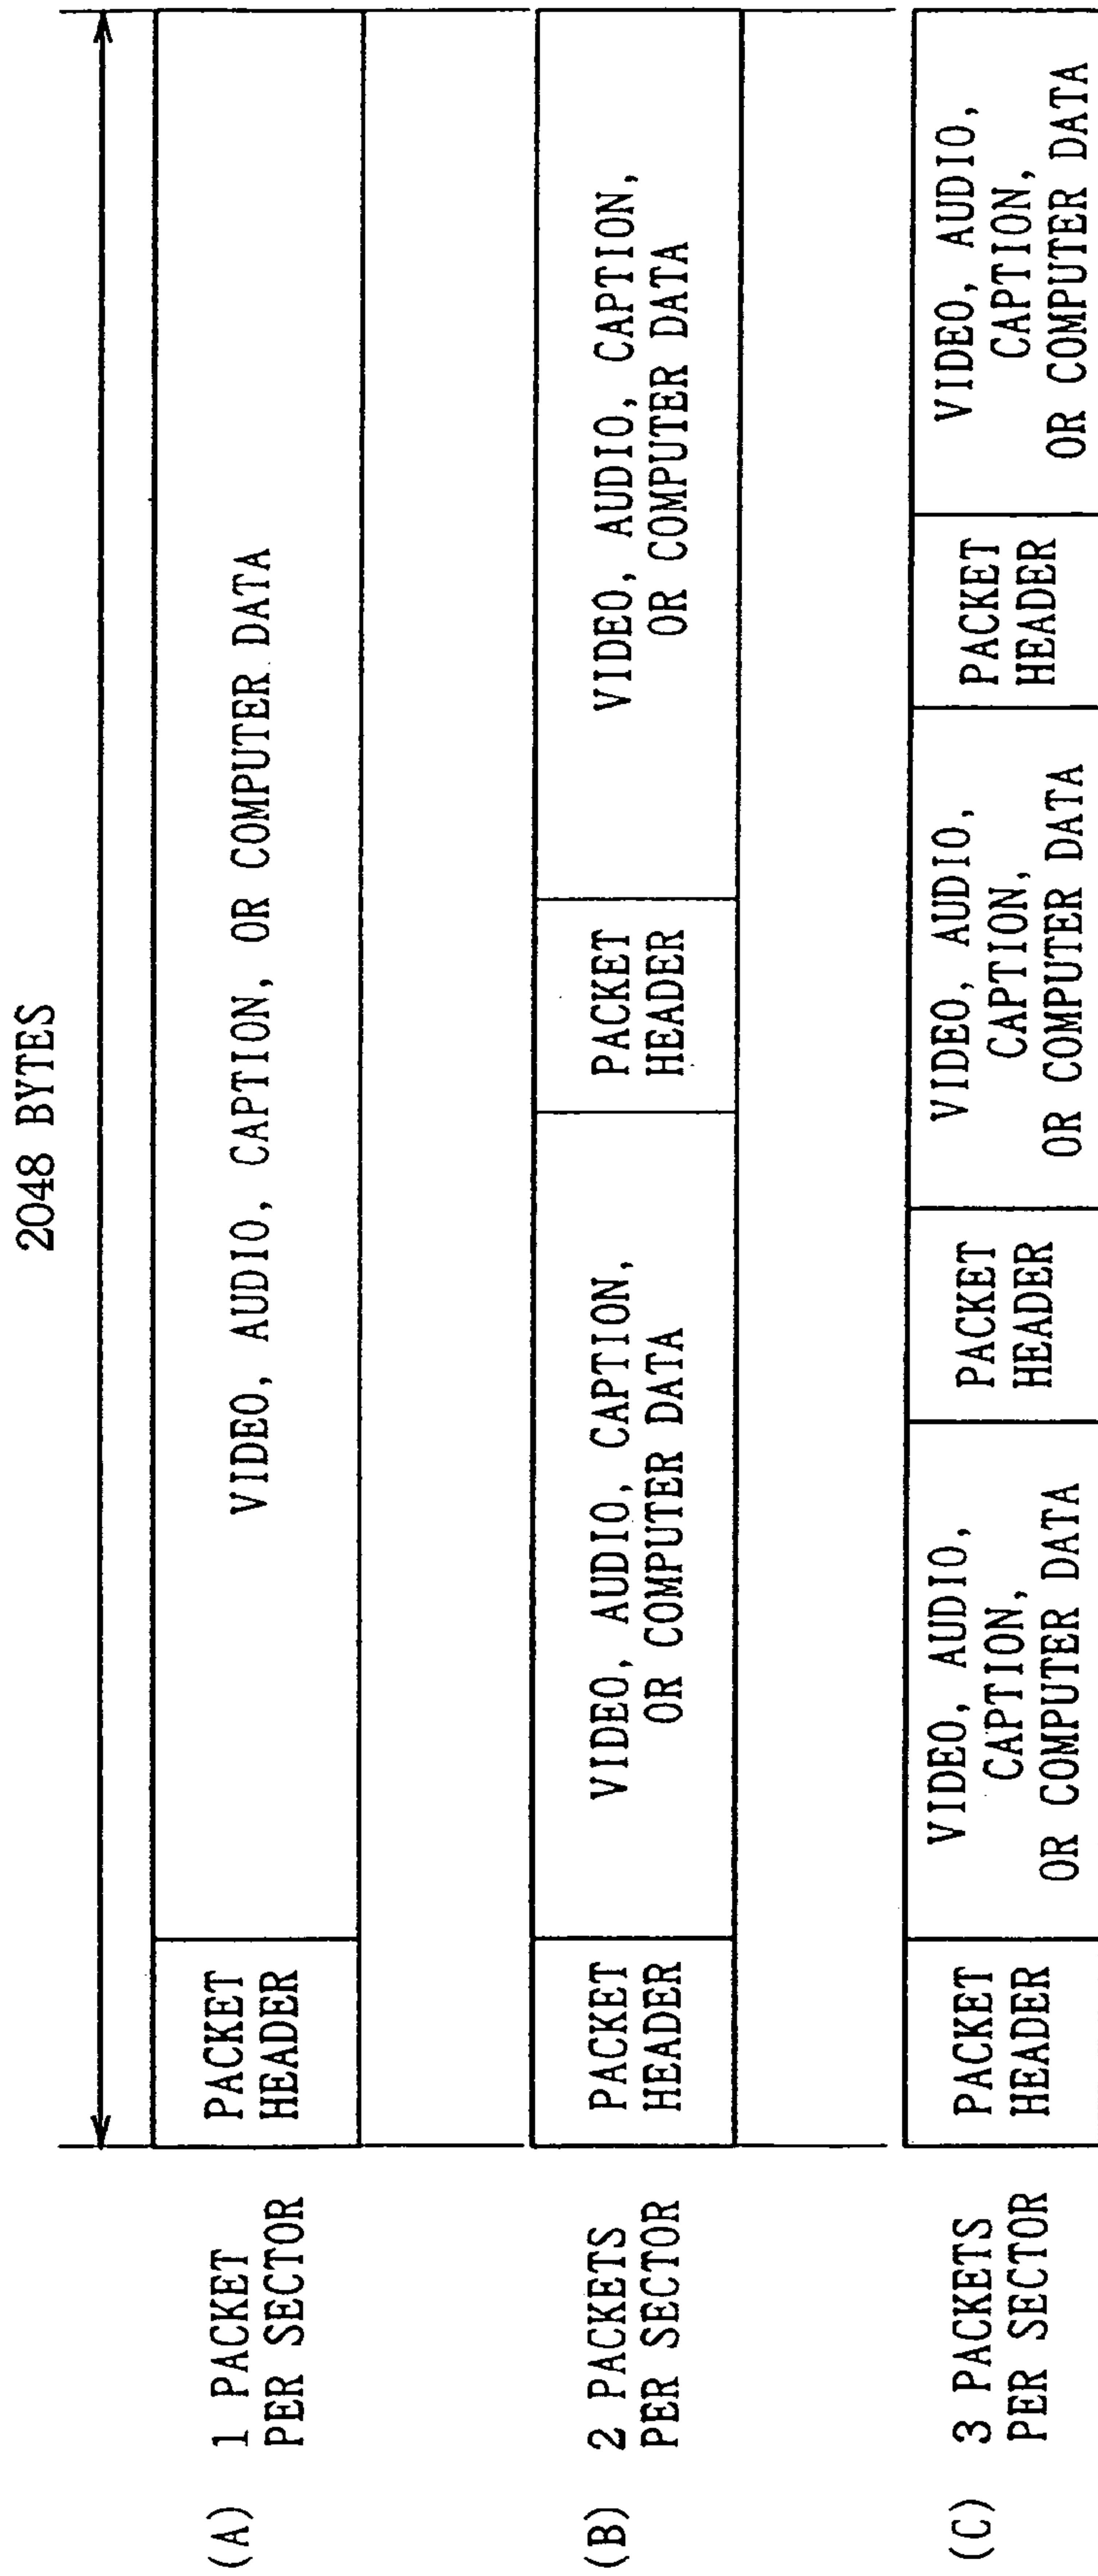 2048 BYTES
(A) 1 PACKET
PER SECTOR
PACKET
HEADER
VIDEO, AUDIO, CAPTION, OR COMPUTER DATA
(B) 2 PACKETS
PER SECTOR
PACKET
HEADER
VIDEO, AUDIO, CAPTION,
OR COMPUTER DATA
PACKET
HEADER
VIDEO, AUDIO, CAPTION,
OR COMPUTER DATA
(C) 3 PACKETS
PER SECTOR
PACKET
HEADER
VIDEO, AUDIO,
CAPTION,
OR COMPUTER DATA
PACKET
HEADER
VIDEO, AUDIO,
CAPTION,
OR COMPUTER DATA
PACKET
HEADER
VIDEO, AUDIO,
CAPTION,
OR COMPUTER DATA